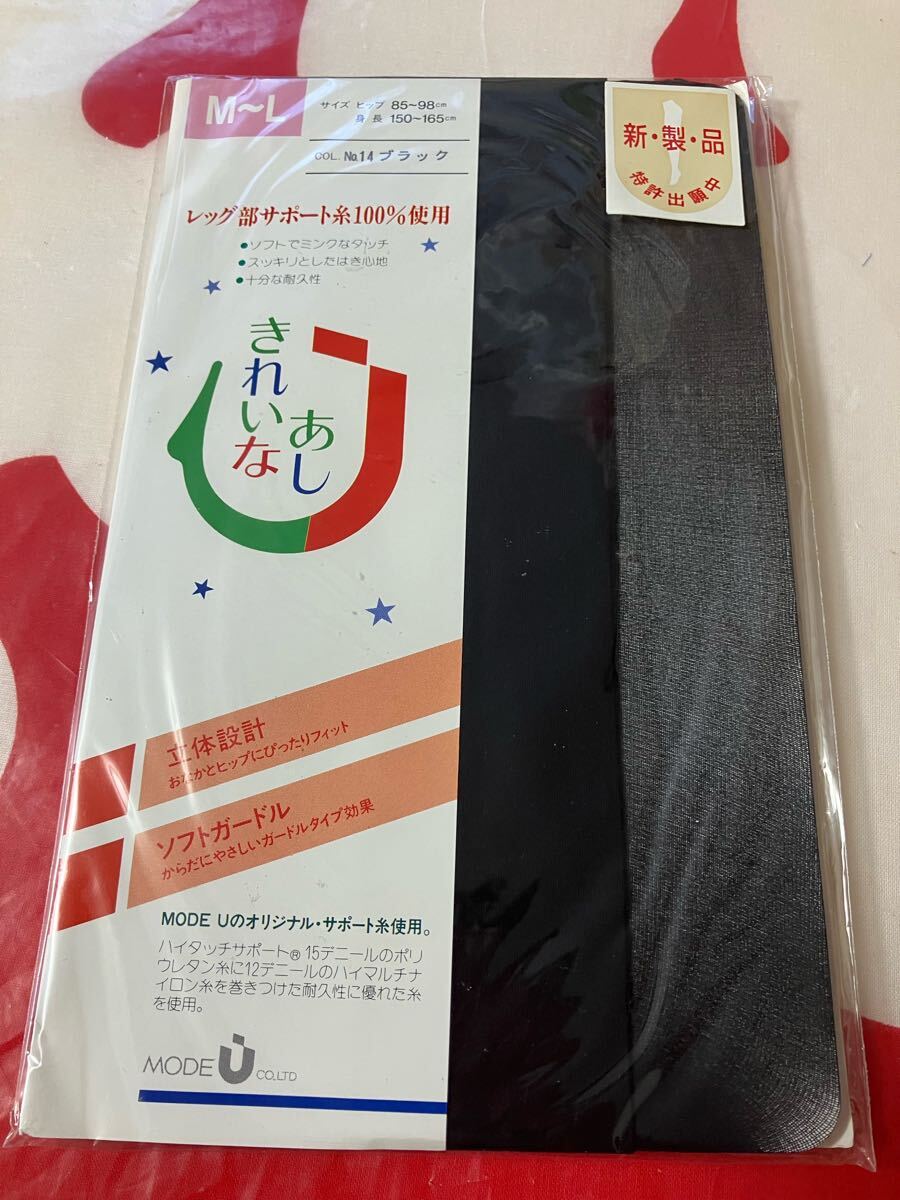 M〜L
サイズ ヒップ 85〜98cm
身長 150〜165cm
COL. No.14 ブラック
新・製・品
特許出願中
レッグ部サポート糸100%使用
●ソフトでミンクなタッチ
●スッキリとしたはき心地
●十分な耐久性
きれいな
あし
立体設計
おなかとヒップにぴったりフィット
ソフトガードル
からだにやさしいガードルタイプ効果
MODE Uのオリジナル・サポート糸使用。
ハイタッチサポート® 15デニールのポリ
ウレタン糸に12デニールのハイマルチナ
イロン糸を巻きつけた耐久性に優れた糸
を使用。
MODE U CO.,LTD